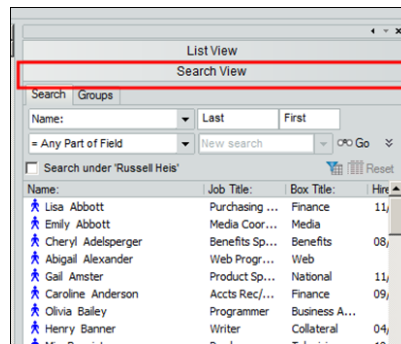 List View
Search View
Search Groups
Name: Last First
= Any Part of Field New search Go
Search under 'Russell Heis'
Reset
Name: Job Title: Box Title: Hire
Lisa Abbott Purchasing ... Finance 11/
Emily Abbott Media Coor... Media
Cheryl Adelsperger Benefits Sp... Benefits 08/
Abigail Alexander Web Progr... Web
Gail Amster Product Sp... National 11/
Caroline Anderson Accts Rec/... Finance 09/
Olivia Bailey Programmer Business A...
Henry Banner Writer Collateral 04/